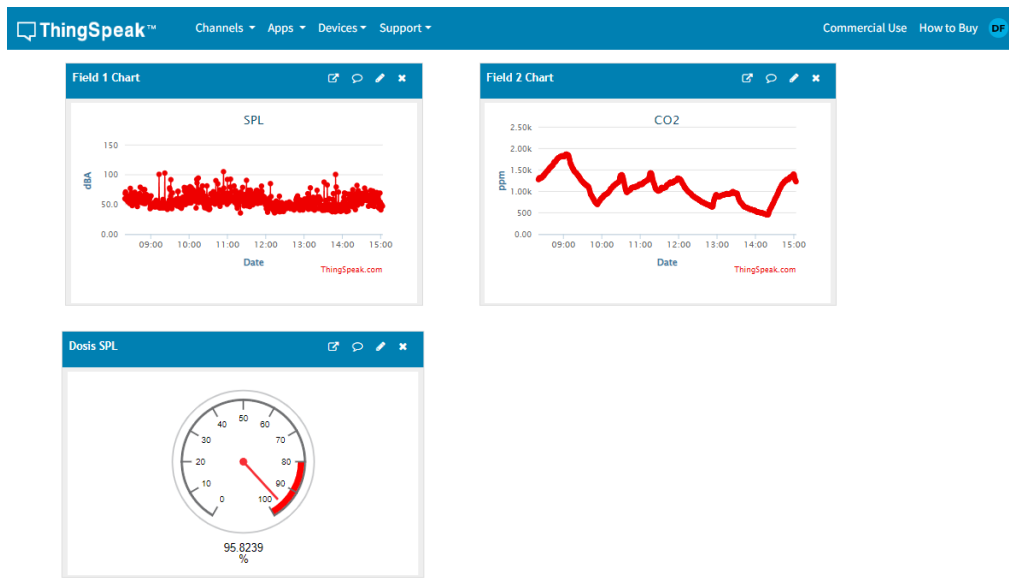 ThingSpeak™ Channels Apps Devices Support Commercial Use How to Buy DF
Field 1 Chart
SPL
150
100
50.0
0.00
dBA
09:00 10:00 11:00 12:00 13:00 14:00 15:00
Date
ThingSpeak.com
Field 2 Chart
CO2
2.50k
2.00k
1.50k
1.00k
500
0.00
ppm
09:00 10:00 11:00 12:00 13:00 14:00 15:00
Date
ThingSpeak.com
Dosis SPL
0
10
20
30
40
50
60
70
80
90
100
95.8239
%